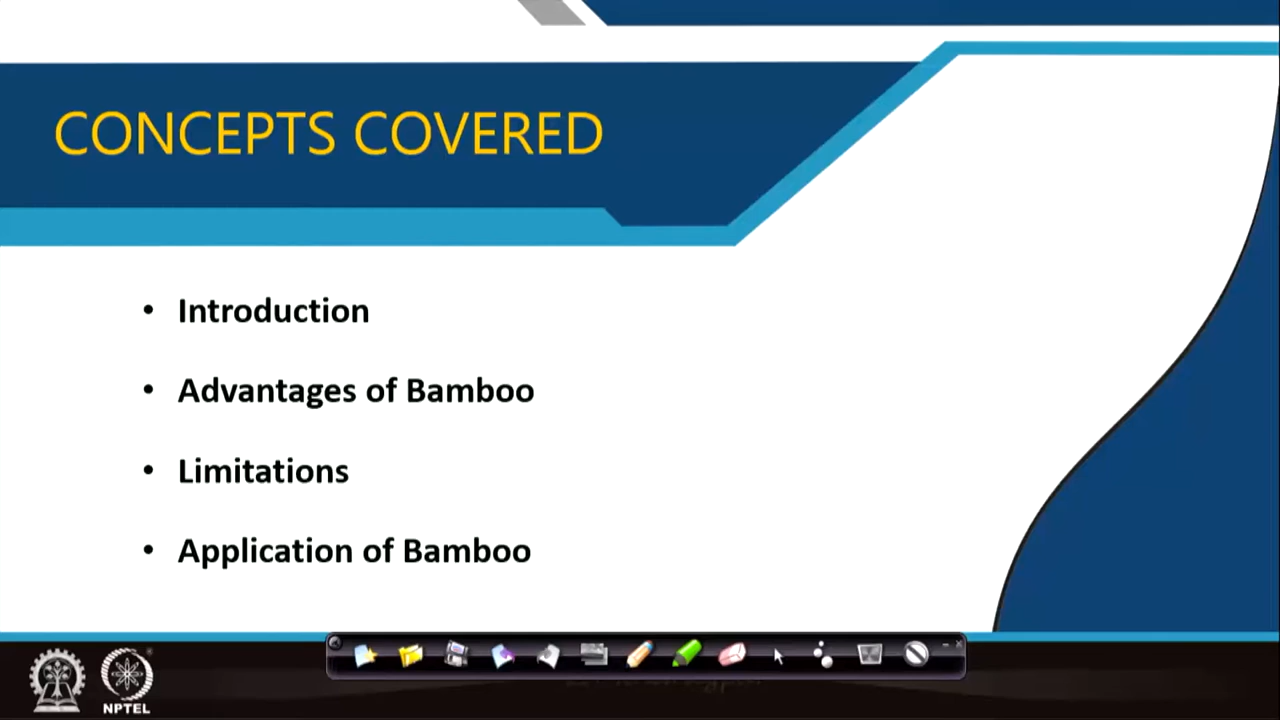 CONCEPTS COVERED
• Introduction
• Advantages of Bamboo
• Limitations
• Application of Bamboo
NPTEL